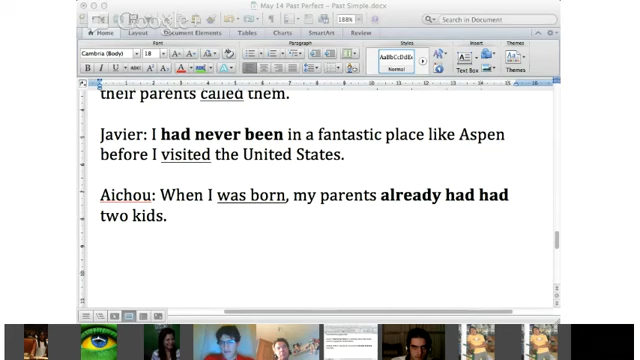 May 14 Past Perfect - Past Simple.docx
188%
Search in Document
Home
Layout
Document Elements
Tables
Charts
SmartArt
Review
Font
Paragraph
Styles
Insert
Themes
Cambria (Body)
18
AaBbCcDdEe
Normal
Text Box
Themes
their parents called them.
Javier: I had never been in a fantastic place like Aspen
before I visited the United States.
Aichou: When I was born, my parents already had had
two kids.